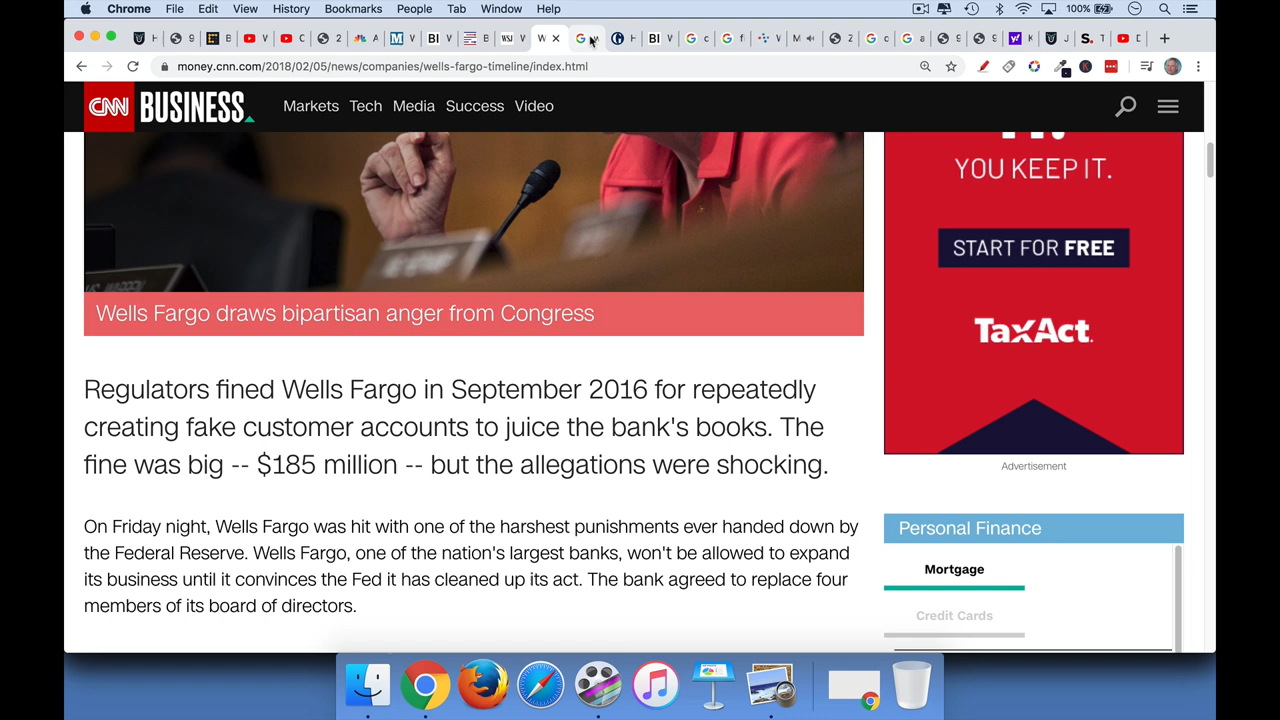 Chrome File Edit View History Bookmarks People Tab Window Help 100%
money.cnn.com/2018/02/05/news/companies/wells-fargo-timeline/index.html
CNN BUSINESS Markets Tech Media Success Video
YOU KEEP IT.
START FOR FREE
TaxAct.
Advertisement
Wells Fargo draws bipartisan anger from Congress
Regulators fined Wells Fargo in September 2016 for repeatedly
creating fake customer accounts to juice the bank's books. The
fine was big -- $185 million -- but the allegations were shocking.
On Friday night, Wells Fargo was hit with one of the harshest punishments ever handed down by
the Federal Reserve. Wells Fargo, one of the nation's largest banks, won't be allowed to expand
its business until it convinces the Fed it has cleaned up its act. The bank agreed to replace four
members of its board of directors.
Personal Finance
Mortgage
Credit Cards